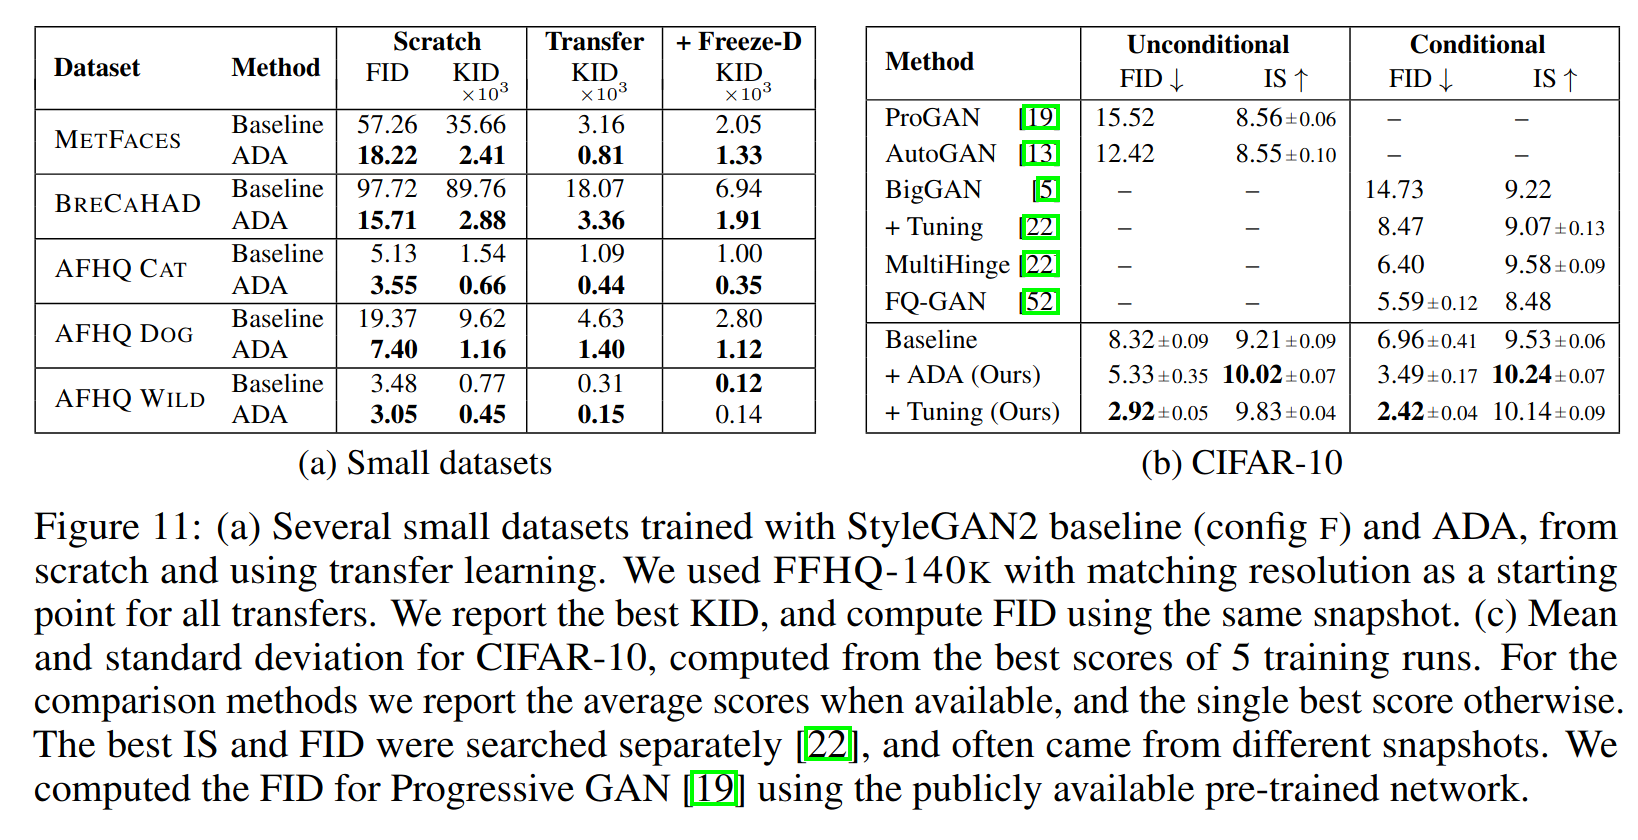 Dataset Method Scratch Transfer + Freeze-D
FID KID KID KID
×10³ ×10³ ×10³
METFACES Baseline 57.26 35.66 3.16 2.05
ADA 18.22 2.41 0.81 1.33
BRECAHAD Baseline 97.72 89.76 18.07 6.94
ADA 15.71 2.88 3.36 1.91
AFHQ CAT Baseline 5.13 1.54 1.09 1.00
ADA 3.55 0.66 0.44 0.35
AFHQ DOG Baseline 19.37 9.62 4.63 2.80
ADA 7.40 1.16 1.40 1.12
AFHQ WILD Baseline 3.48 0.77 0.31 0.12
ADA 3.05 0.45 0.15 0.14
(a) Small datasets
Method Unconditional Conditional
FID ↓ IS ↑ FID ↓ IS ↑
ProGAN [19] 15.52 8.56±0.06 – –
AutoGAN [13] 12.42 8.55±0.10 – –
BigGAN [5] – – 14.73 9.22
+ Tuning [22] – – 8.47 9.07±0.13
MultiHinge [22] – – 6.40 9.58±0.09
FQ-GAN [52] – – 5.59±0.12 8.48
Baseline 8.32±0.09 9.21±0.09 6.96±0.41 9.53±0.06
+ ADA (Ours) 5.33±0.35 10.02±0.07 3.49±0.17 10.24±0.07
+ Tuning (Ours) 2.92±0.05 9.83±0.04 2.42±0.04 10.14±0.09
(b) CIFAR-10
Figure 11: (a) Several small datasets trained with StyleGAN2 baseline (config F) and ADA, from
scratch and using transfer learning. We used FFHQ-140K with matching resolution as a starting
point for all transfers. We report the best KID, and compute FID using the same snapshot. (c) Mean
and standard deviation for CIFAR-10, computed from the best scores of 5 training runs. For the
comparison methods we report the average scores when available, and the single best score otherwise.
The best IS and FID were searched separately [22], and often came from different snapshots. We
computed the FID for Progressive GAN [19] using the publicly available pre-trained network.